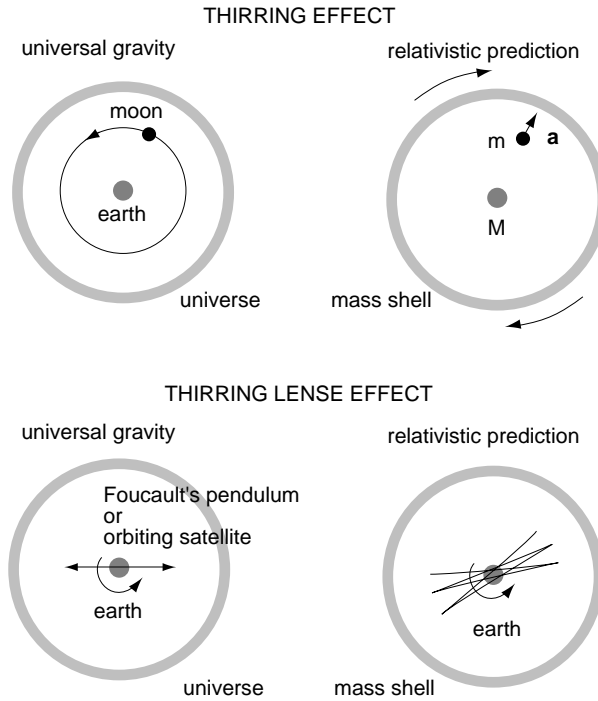 THIRRING EFFECT
universal gravity
relativistic prediction
moon
earth
universe
m
a
M
mass shell
THIRRING LENSE EFFECT
universal gravity
relativistic prediction
Foucault's pendulum
or
orbiting satellite
earth
universe
earth
mass shell